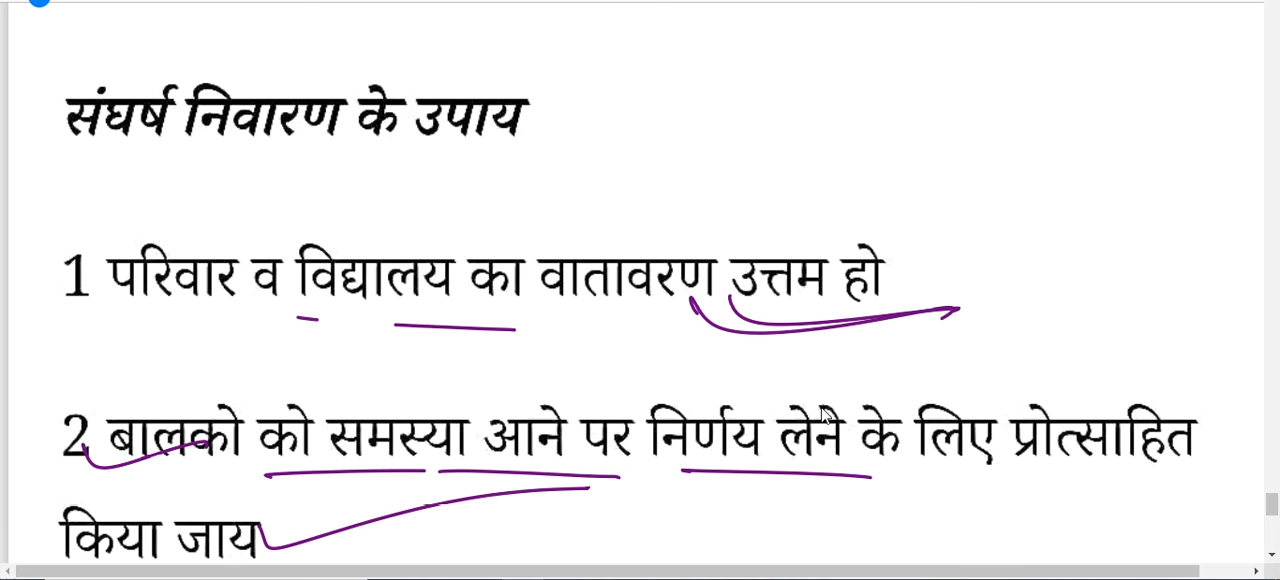 संघर्ष निवारण के उपाय
1 परिवार व विद्यालय का वातावरण उत्तम हो
2 बालको को समस्या आने पर निर्णय लेने के लिए प्रोत्साहित
किया जाय